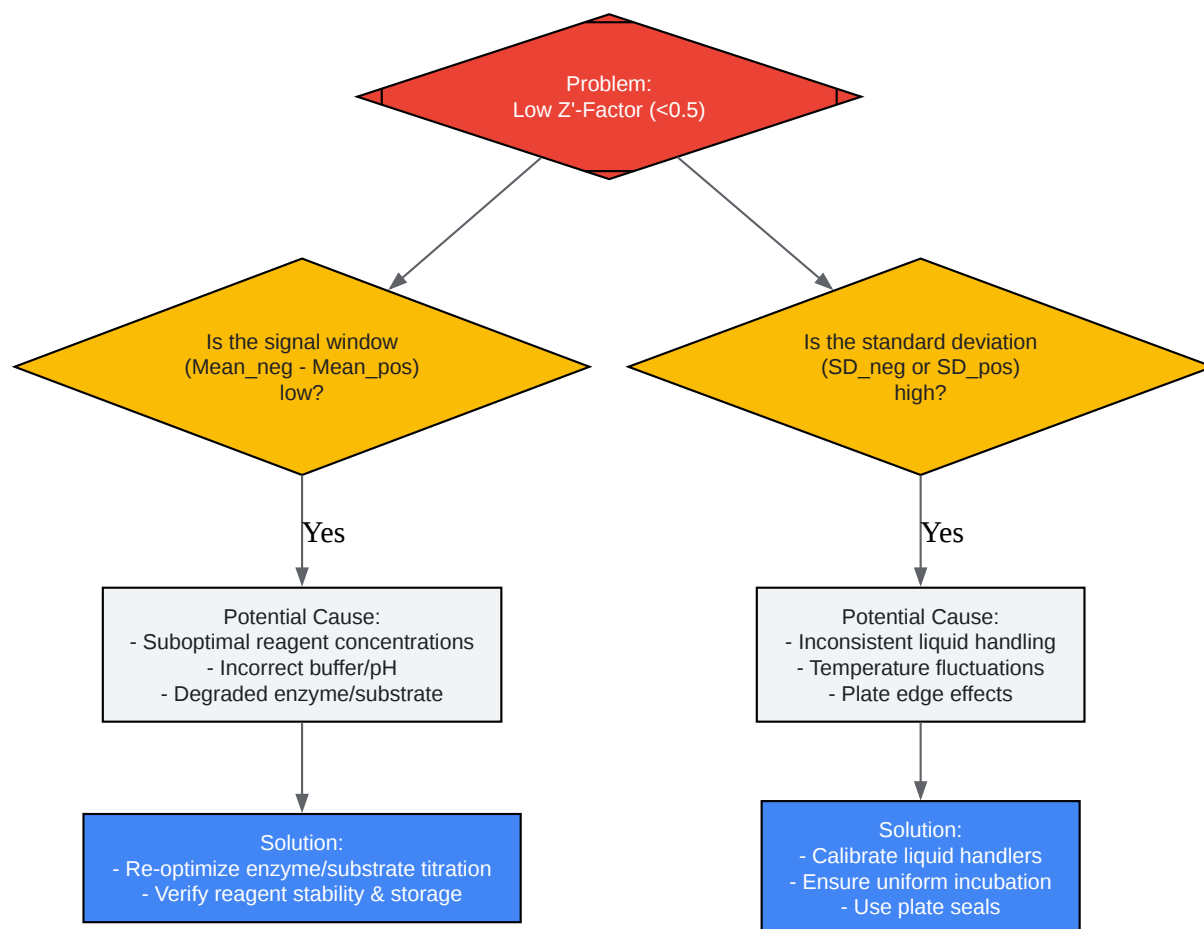 Problem:
Low Z'-Factor (<0.5)
Is the signal window
(Mean_neg - Mean_pos)
low?
Is the standard deviation
(SD_neg or SD_pos)
high?
Yes
Yes
Potential Cause:
- Suboptimal reagent concentrations
- Incorrect buffer/pH
- Degraded enzyme/substrate
Potential Cause:
- Inconsistent liquid handling
- Temperature fluctuations
- Plate edge effects
Solution:
- Re-optimize enzyme/substrate titration
- Verify reagent stability & storage
Solution:
- Calibrate liquid handlers
- Ensure uniform incubation
- Use plate seals